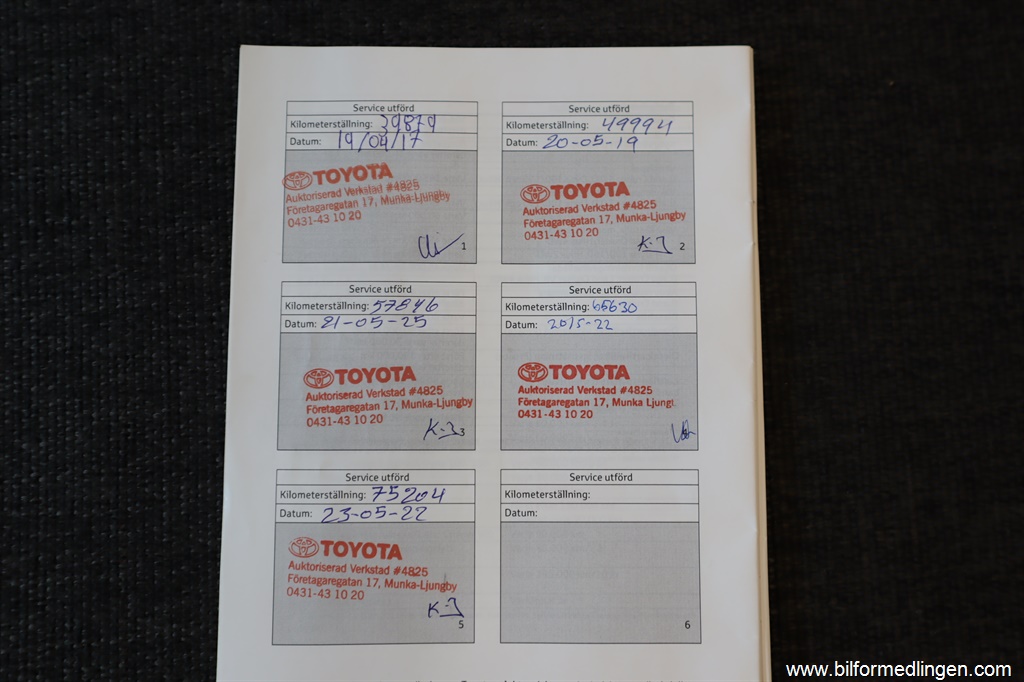 Service utförd
Kilometerställning: 39879
Datum: 19/04/17
TOYOTA
Auktoriserad Verkstad #4825
Företagaregatan 17, Munka-Ljungby
0431-43 10 20
1
Service utförd
Kilometerställning: 49994
Datum: 20-05-19
TOYOTA
Auktoriserad Verkstad #4825
Företagaregatan 17, Munka-Ljungby
0431-43 10 20
K-J 2
Service utförd
Kilometerställning: 57846
Datum: 21-05-25
TOYOTA
Auktoriserad Verkstad #4825
Företagaregatan 17, Munka-Ljungby
0431-43 10 20
K-J 3
Service utförd
Kilometerställning: 65630
Datum: 20/5-22
TOYOTA
Auktoriserad Verkstad #4825
Företagaregatan 17, Munka Ljungl
0431-43 10 20
Service utförd
Kilometerställning: 75204
Datum: 23-05-22
TOYOTA
Auktoriserad Verkstad #4825
Företagaregatan 17, Munka-Ljungby
0431-43 10 20
K-J
5
Service utförd
Kilometerställning:
Datum:
6
www.bilformedlingen.com